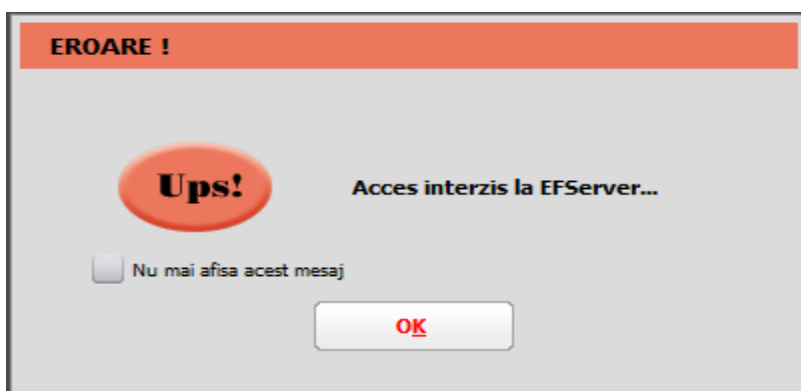 EROARE !
Ups!
Acces interzis la EFServer...
Nu mai afisa acest mesaj
OK